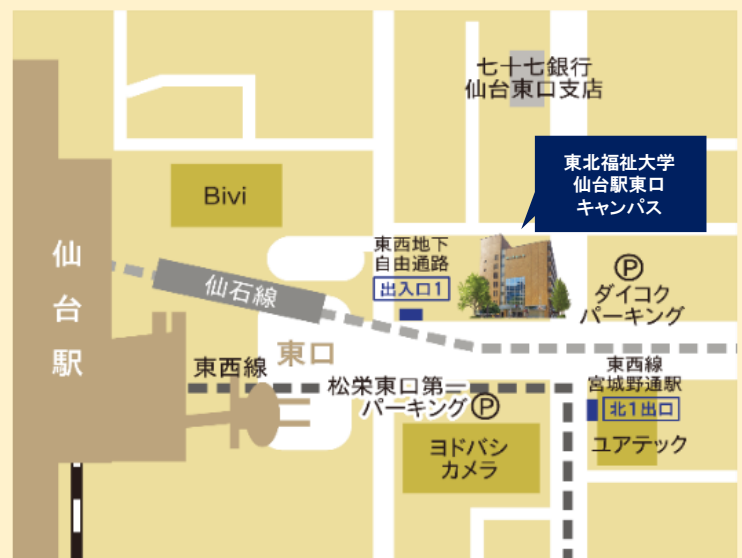 七十七銀行
仙台東口支店
東北福祉大学
仙台駅東口
キャンパス
Bivi
仙台駅
東西地下
自由通路
出入口1
仙石線
P
ダイコク
パーキング
東口
東西線
松栄東口第一
パーキング P
東西線
宮城野通駅
北1出口
ヨドバシ
カメラ
ユアテック